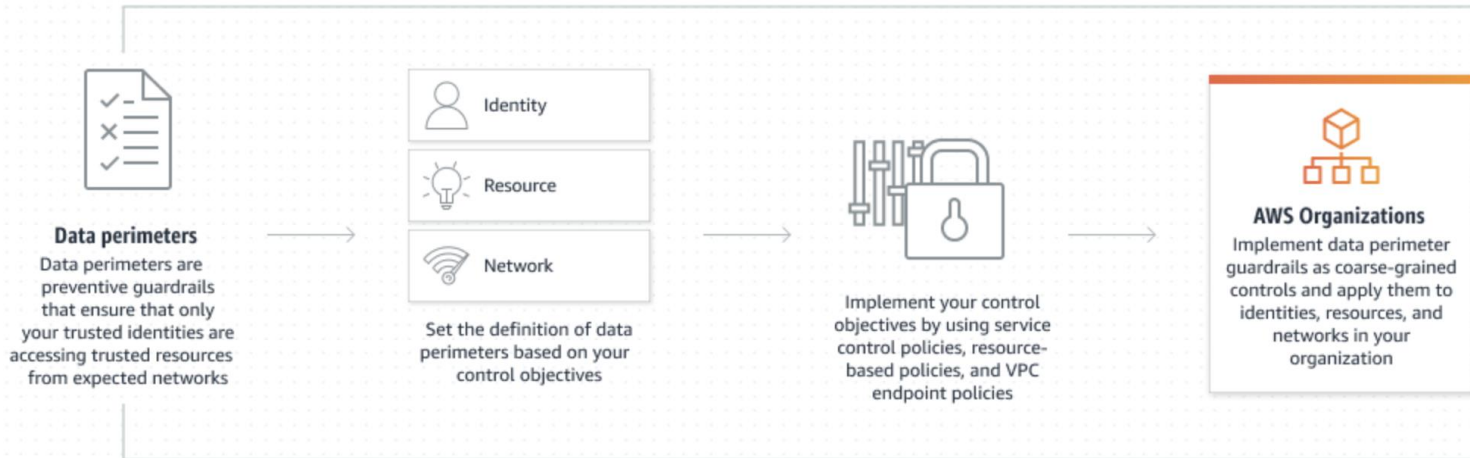 Data perimeters
Data perimeters are
preventive guardrails
that ensure that only
your trusted identities are
accessing trusted resources
from expected networks
Identity
Resource
Network
Set the definition of data
perimeters based on your
control objectives
Implement your control
objectives by using service
control policies, resource-
based policies, and VPC
endpoint policies
AWS Organizations
Implement data perimeter
guardrails as coarse-grained
controls and apply them to
identities, resources, and
networks in your
organization